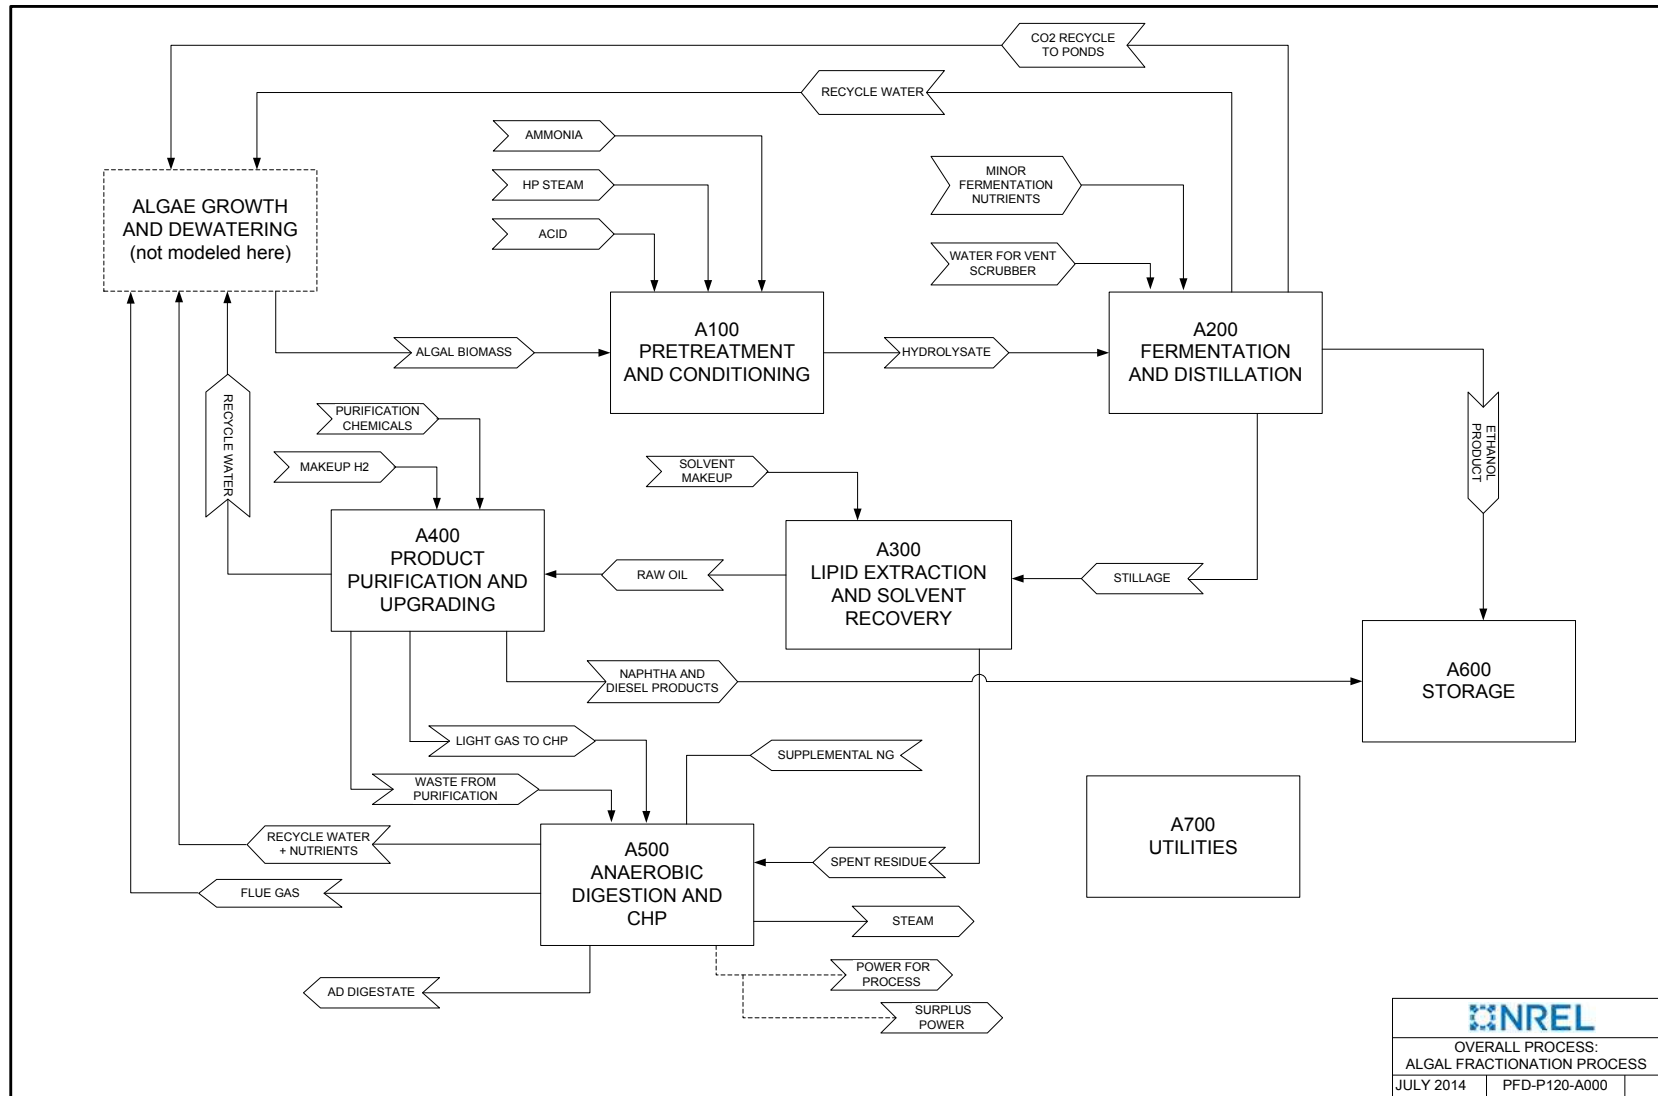 CO2 RECYCLE
TO PONDS
RECYCLE WATER
AMMONIA
HP STEAM
ACID
MINOR
FERMENTATION
NUTRIENTS
WATER FOR VENT
SCRUBBER
ALGAE GROWTH
AND DEWATERING
(not modeled here)
ALGAL BIOMASS
A100
PRETREATMENT
AND CONDITIONING
HYDROLYSATE
A200
FERMENTATION
AND DISTILLATION
RECYCLE WATER
PURIFICATION
CHEMICALS
MAKEUP H2
SOLVENT
MAKEUP
ETHANOL
PRODUCT
A400
PRODUCT
PURIFICATION AND
UPGRADING
RAW OIL
A300
LIPID EXTRACTION
AND SOLVENT
RECOVERY
STILLAGE
NAPHTHA AND
DIESEL PRODUCTS
A600
STORAGE
LIGHT GAS TO CHP
SUPPLEMENTAL NG
WASTE FROM
PURIFICATION
RECYCLE WATER
+ NUTRIENTS
A500
ANAEROBIC
DIGESTION AND
CHP
SPENT RESIDUE
A700
UTILITIES
FLUE GAS
STEAM
AD DIGESTATE
POWER FOR
PROCESS
SURPLUS
POWER
NREL
OVERALL PROCESS:
ALGAL FRACTIONATION PROCESS
JULY 2014
PFD-P120-A000